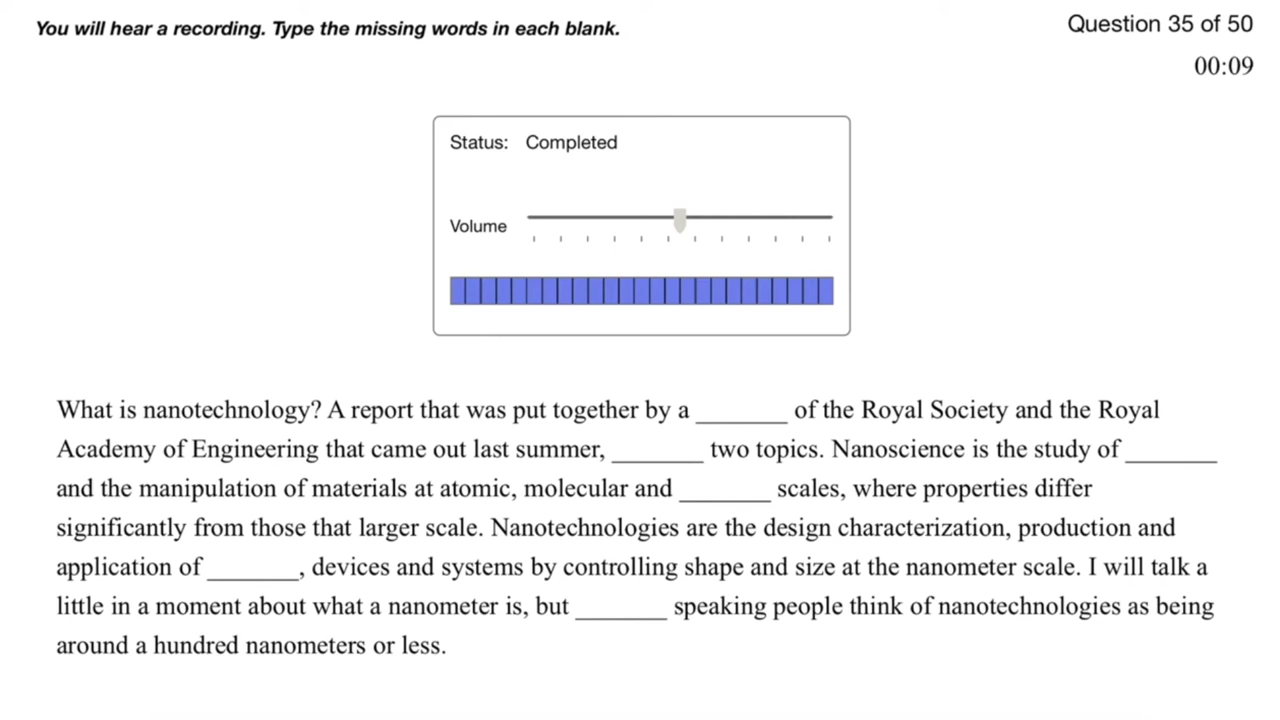 You will hear a recording. Type the missing words in each blank.
Question 35 of 50
00:09
Status: Completed
Volume
What is nanotechnology? A report that was put together by a _______ of the Royal Society and the Royal
Academy of Engineering that came out last summer, _______ two topics. Nanoscience is the study of _______
and the manipulation of materials at atomic, molecular and _______ scales, where properties differ
significantly from those that larger scale. Nanotechnologies are the design characterization, production and
application of _______, devices and systems by controlling shape and size at the nanometer scale. I will talk a
little in a moment about what a nanometer is, but _______ speaking people think of nanotechnologies as being
around a hundred nanometers or less.